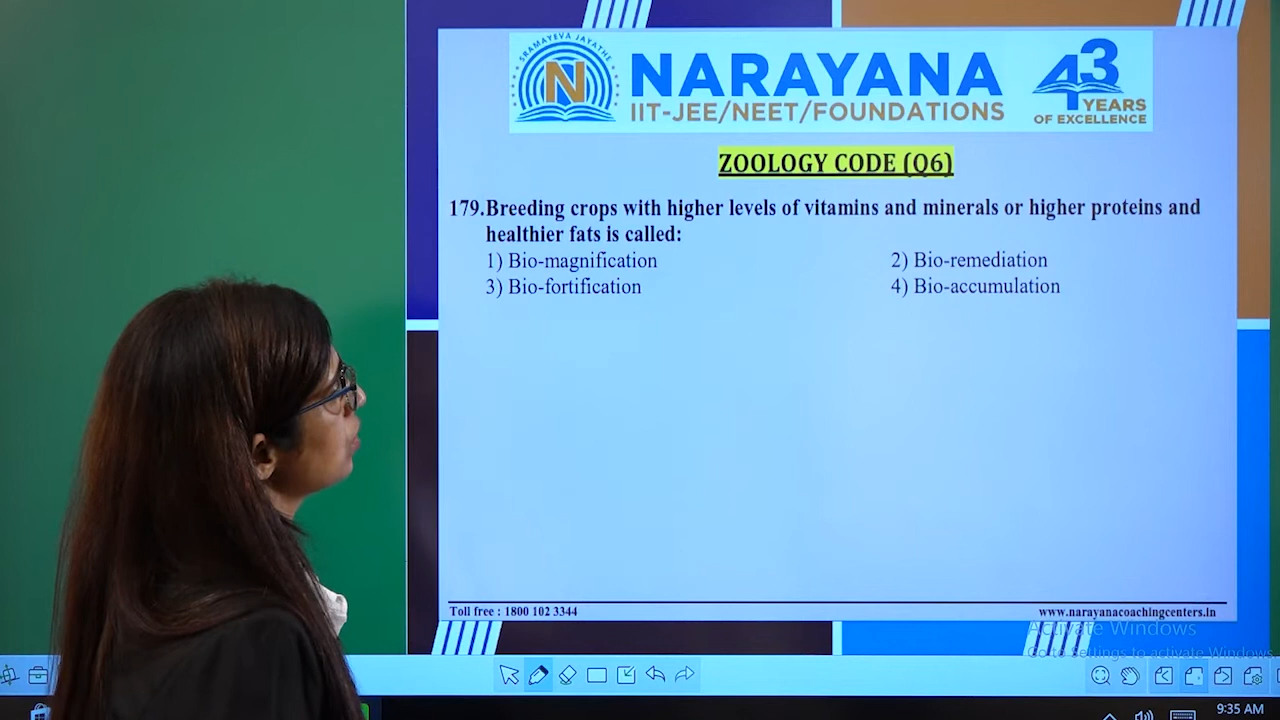 SRAMAYEVA JAYATHE
N
NARAYANA
IIT-JEE/NEET/FOUNDATIONS
43
YEARS
OF EXCELLENCE
ZOOLOGY CODE (Q6)
179.Breeding crops with higher levels of vitamins and minerals or higher proteins and
healthier fats is called:
1) Bio-magnification 2) Bio-remediation
3) Bio-fortification 4) Bio-accumulation
Toll free : 1800 102 3344 www.narayanacoachingcenters.in
Activate Windows
Go to Settings to activate Windows.
9:35 AM